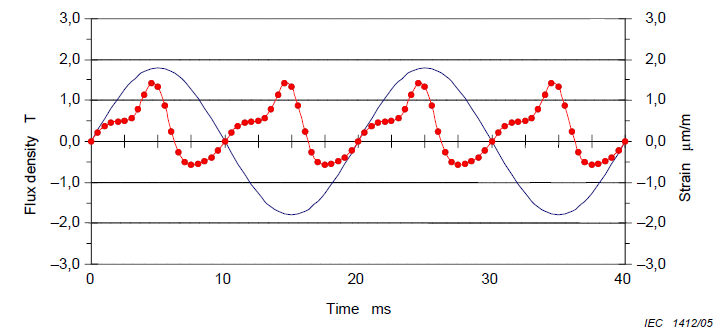 3,0 3,0
2,0 2,0
1,0 1,0
0,0 0,0
–1,0 –1,0
–2,0 –2,0
–3,0 –3,0
Flux density T
Strain μm/m
0 10 20 30 40
Time ms
IEC 1412/05